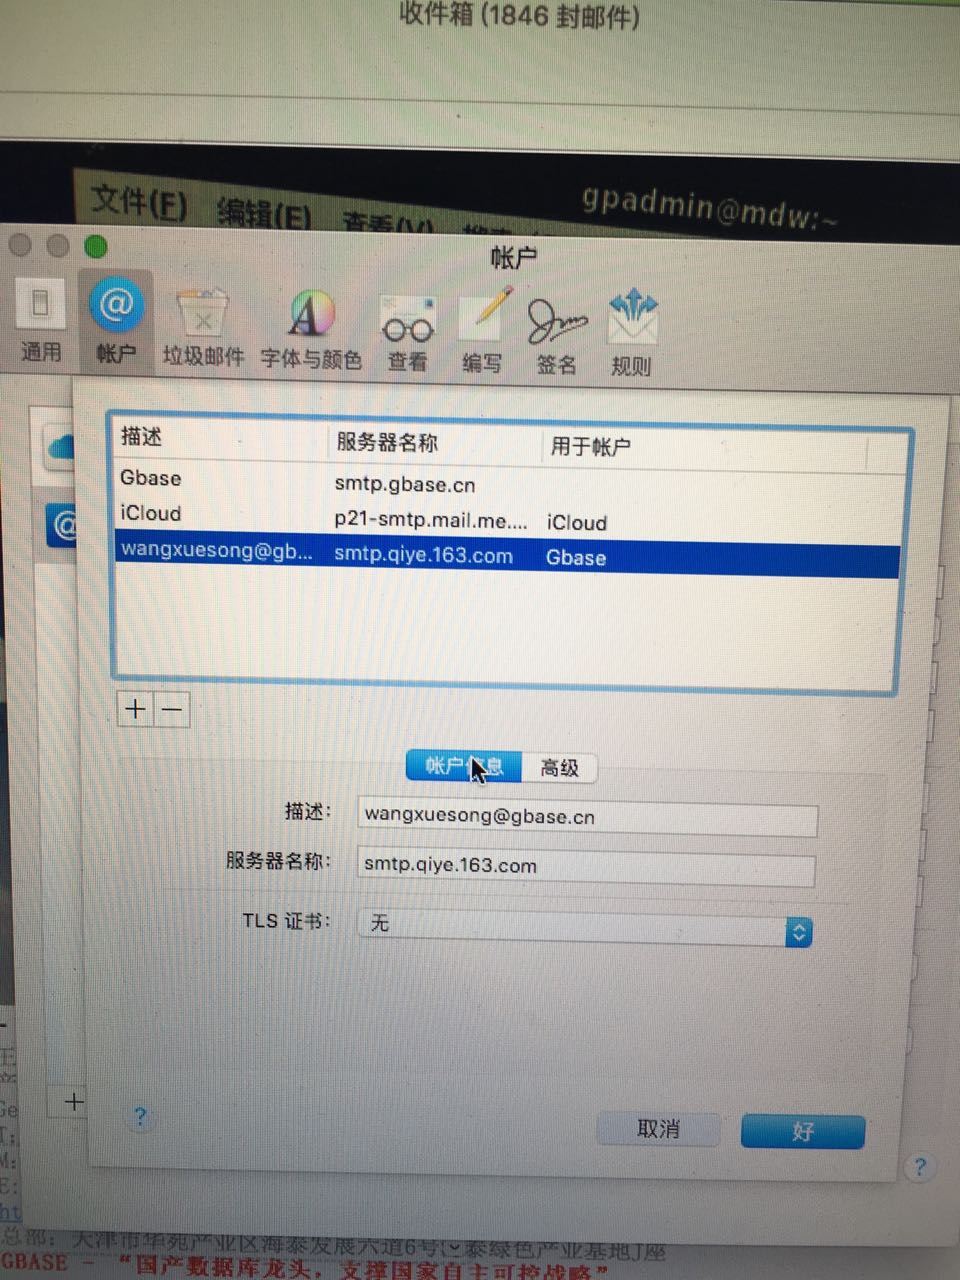 收件箱 (1846 封邮件)
gpadmin@mdw:~
文件(F) 编辑(E) 查看(V)
帐户
通用 帐户 垃圾邮件 字体与颜色 查看 编写 签名 规则
描述 服务器名称 用于帐户
Gbase smtp.gbase.cn
iCloud p21-smtp.mail.me.... iCloud
wangxuesong@gb... smtp.qiye.163.com Gbase
+ −
帐户信息 高级
描述: wangxuesong@gbase.cn
服务器名称: smtp.qiye.163.com
TLS 证书: 无
+
?
取消 好
?
E:
总部: 天津市华苑产业区海泰发展六道6号 泰绿色产业基地J座
GBASE - “国产数据库龙头，支撑国家自主可控战略”